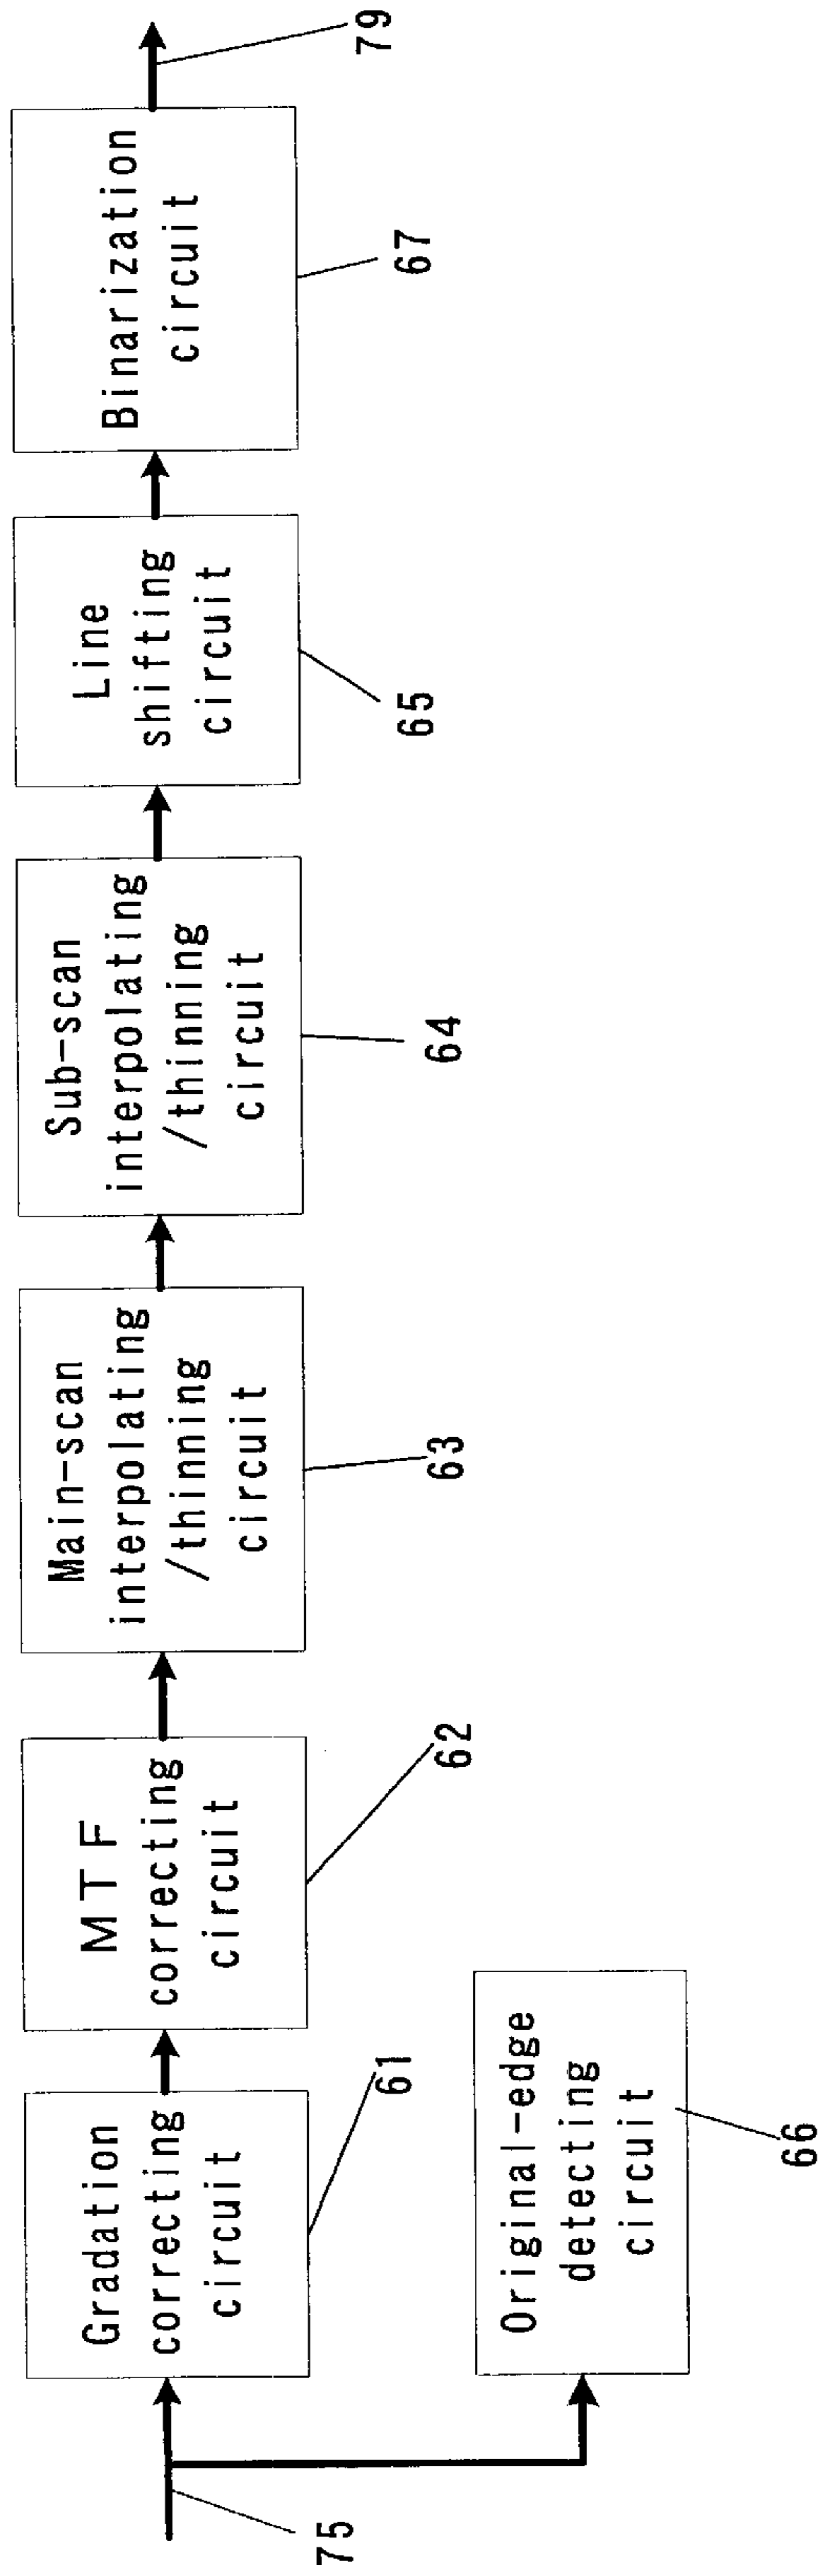 75
Gradation
correcting
circuit
61
MTF
correcting
circuit
62
Main-scan
interpolating
/thinning
circuit
63
Sub-scan
interpolating
/thinning
circuit
64
Line
shifting
circuit
65
Binarization
circuit
67
79
Original-edge
detecting
circuit
66